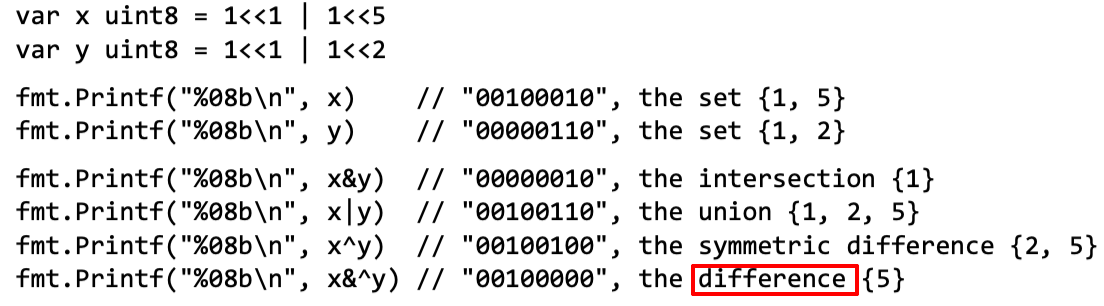 var x uint8 = 1<<1 | 1<<5
var y uint8 = 1<<1 | 1<<2
fmt.Printf("%08b\n", x)    // "00100010", the set {1, 5}
fmt.Printf("%08b\n", y)    // "00000110", the set {1, 2}
fmt.Printf("%08b\n", x&y)  // "00000010", the intersection {1}
fmt.Printf("%08b\n", x|y)  // "00100110", the union {1, 2, 5}
fmt.Printf("%08b\n", x^y)  // "00100100", the symmetric difference {2, 5}
fmt.Printf("%08b\n", x&^y) // "00100000", the difference {5}